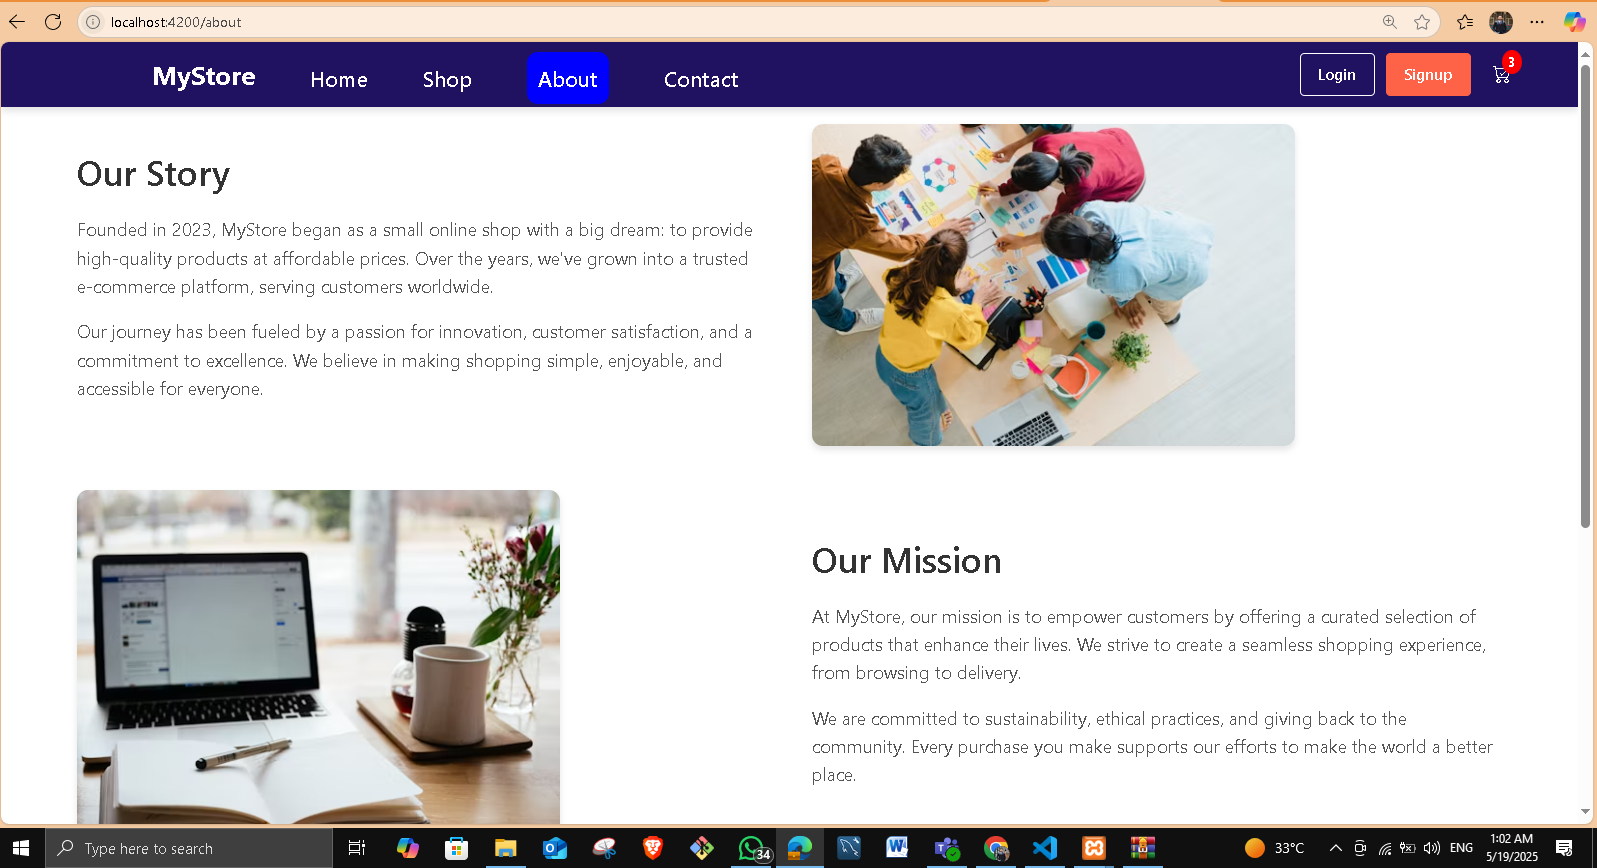 localhost:4200/about
MyStore
Home
Shop
About
Contact
Login
Signup
3
Our Story
Founded in 2023, MyStore began as a small online shop with a big dream: to provide
high-quality products at affordable prices. Over the years, we've grown into a trusted
e-commerce platform, serving customers worldwide.
Our journey has been fueled by a passion for innovation, customer satisfaction, and a
commitment to excellence. We believe in making shopping simple, enjoyable, and
accessible for everyone.
Our Mission
At MyStore, our mission is to empower customers by offering a curated selection of
products that enhance their lives. We strive to create a seamless shopping experience,
from browsing to delivery.
We are committed to sustainability, ethical practices, and giving back to the
community. Every purchase you make supports our efforts to make the world a better
place.
Type here to search
34
33°C
ENG
1:02 AM
5/19/2025